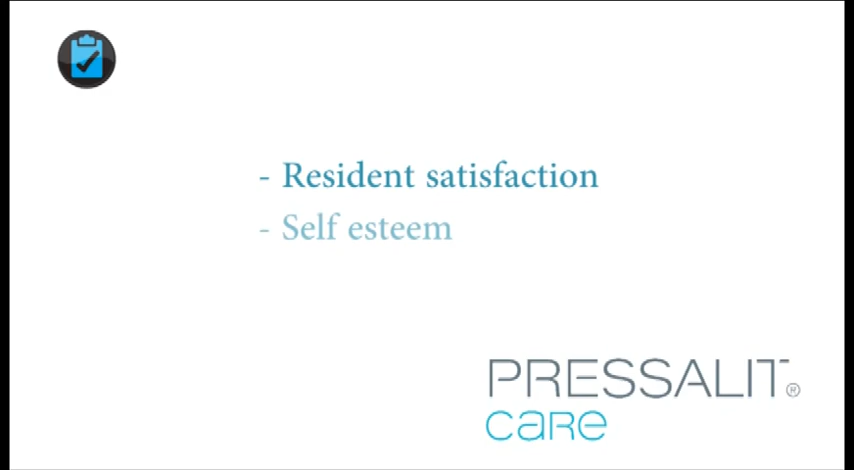 - Resident satisfaction
- Self esteem
PRESSALIT®
care